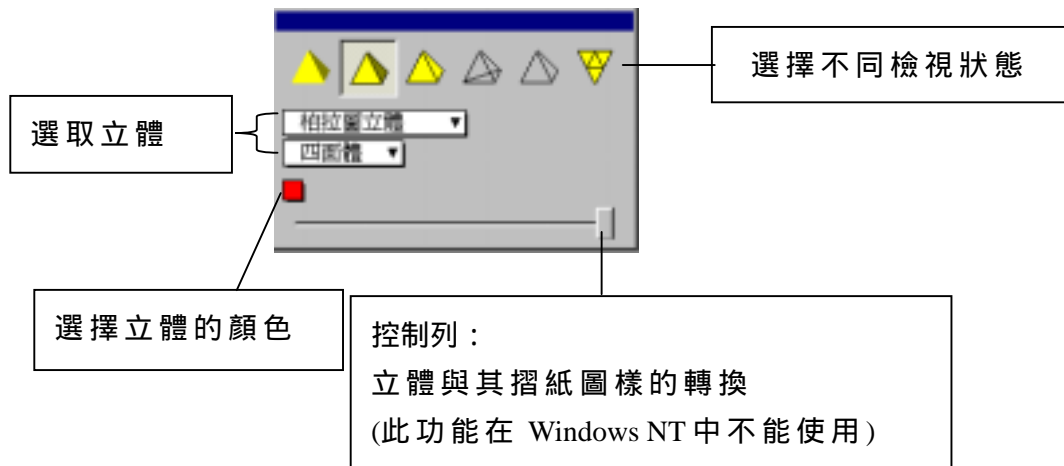 選擇不同檢視狀態
選取立體
柏拉圖立體
四面體
選擇立體的顏色
控制列：
立體與其摺紙圖樣的轉換
(此功能在 Windows NT 中不能使用)